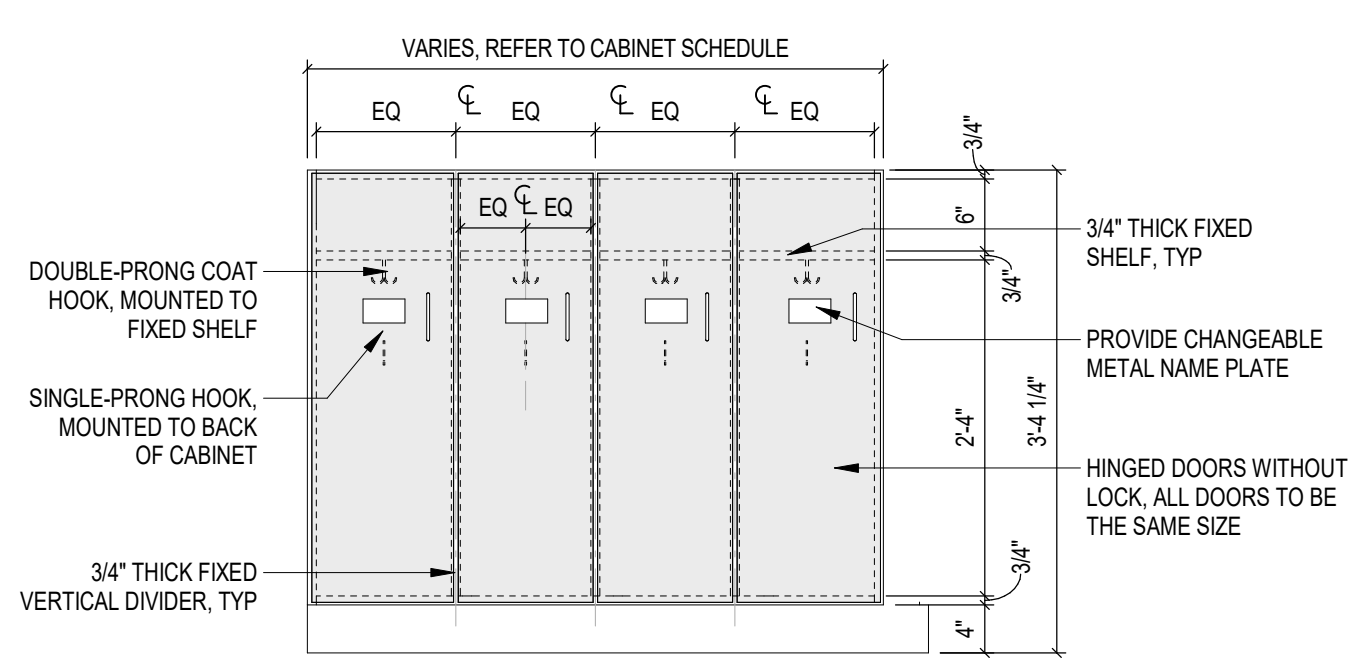 VARIES, REFER TO CABINET SCHEDULE
EQ
℄
EQ
℄
EQ
℄
EQ
EQ ℄ EQ
DOUBLE-PRONG COAT
HOOK, MOUNTED TO
FIXED SHELF
SINGLE-PRONG HOOK,
MOUNTED TO BACK
OF CABINET
3/4" THICK FIXED
VERTICAL DIVIDER, TYP
3/4"
6"
3/4"
2'-4"
3/4"
4"
3'-4 1/4"
3/4" THICK FIXED
SHELF, TYP
PROVIDE CHANGEABLE
METAL NAME PLATE
HINGED DOORS WITHOUT
LOCK, ALL DOORS TO BE
THE SAME SIZE